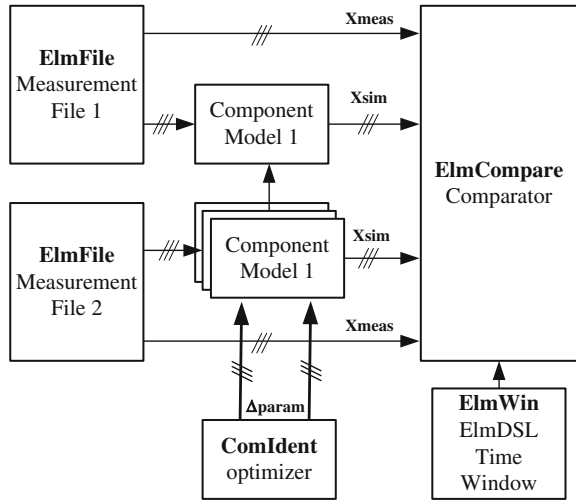 Xmeas
ElmFile
Measurement
File 1
Component
Model 1
Xsim
ElmCompare
Comparator
ElmFile
Measurement
File 2
Component
Model 1
Xsim
Xmeas
Δparam
ComIdent
optimizer
ElmWin
ElmDSL
Time
Window